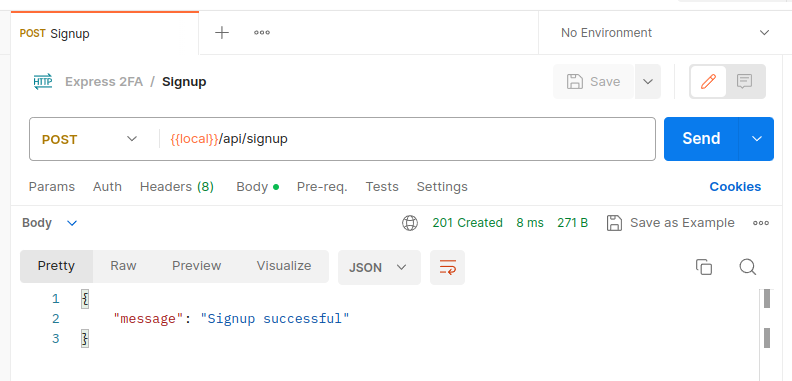 POST Signup
No Environment
HTTP Express 2FA / Signup Save
POST {{local}}/api/signup Send
Params Auth Headers (8) Body Pre-req. Tests Settings Cookies
Body 201 Created 8 ms 271 B Save as Example
Pretty Raw Preview Visualize JSON
1 {
2 "message": "Signup successful"
3 }